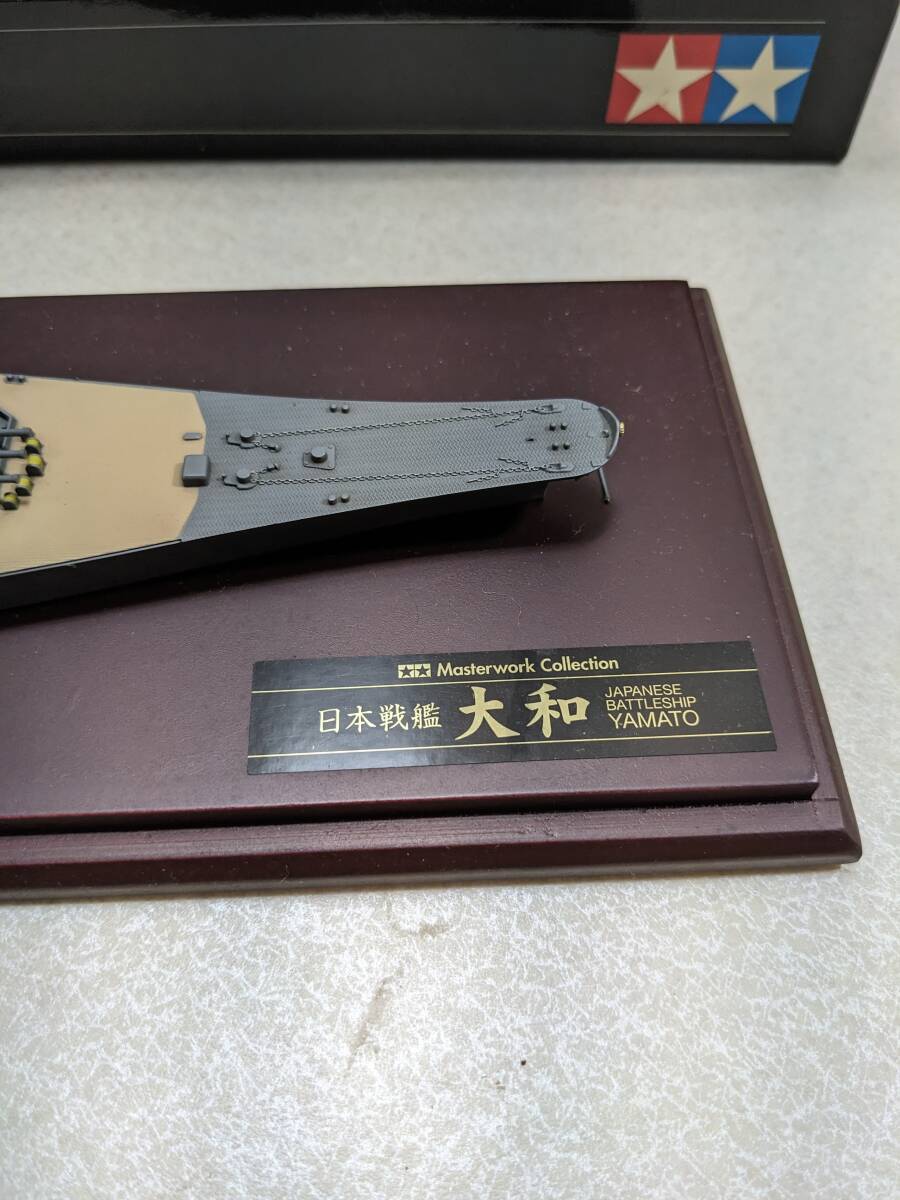 Masterwork Collection
日本戦艦 大和
JAPANESE
BATTLESHIP
YAMATO